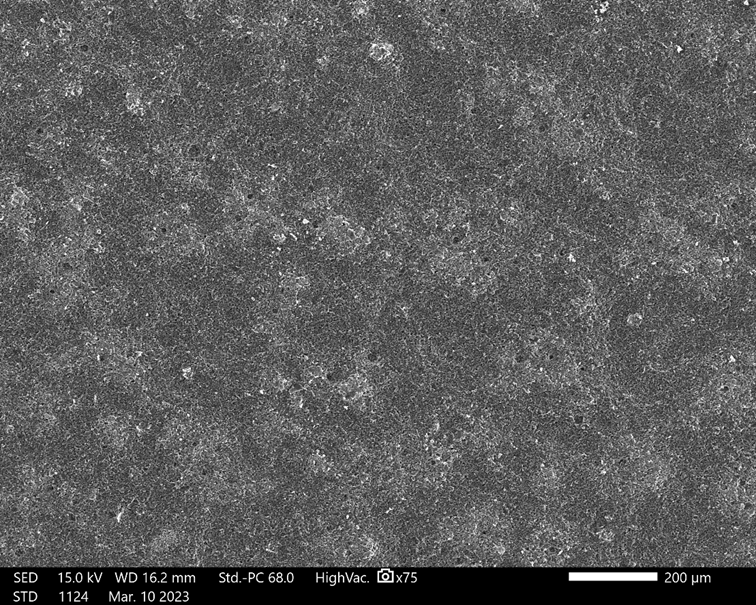 SED 15.0 kV WD 16.2 mm Std.-PC 68.0 HighVac. x75 200 µm
STD 1124 Mar. 10 2023